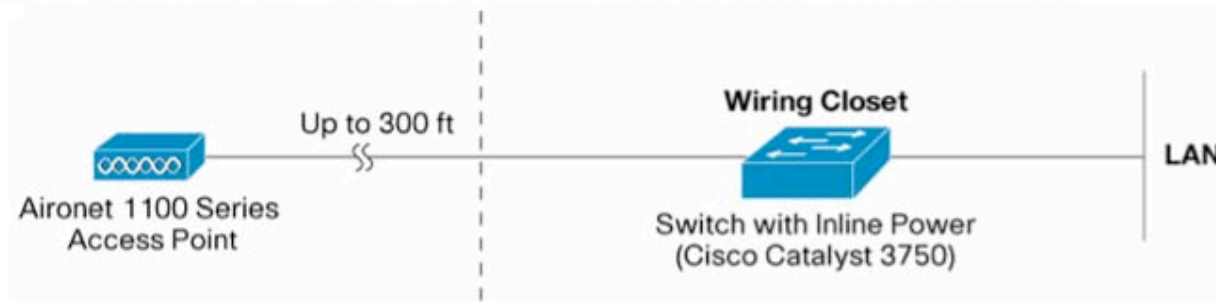 Up to 300 ft
Aironet 1100 Series
Access Point
Wiring Closet
Switch with Inline Power
(Cisco Catalyst 3750)
LAN